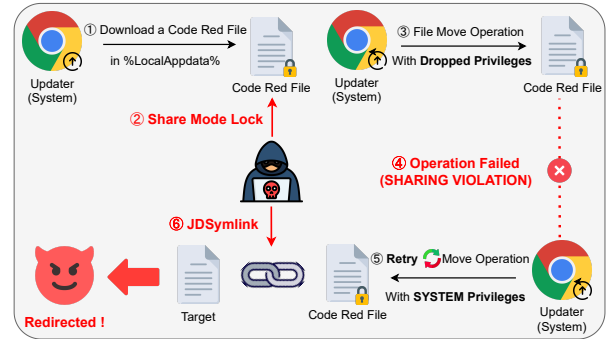 ① Download a Code Red File
in %LocalAppdata%
Updater
(System)
Code Red File
③ File Move Operation
With Dropped Privileges
Updater
(System)
Code Red File
② Share Mode Lock
④ Operation Failed
(SHARING VIOLATION)
⑥ JDSymlink
⑤ Retry Move Operation
With SYSTEM Privileges
Redirected !
Target
Code Red File
Updater
(System)